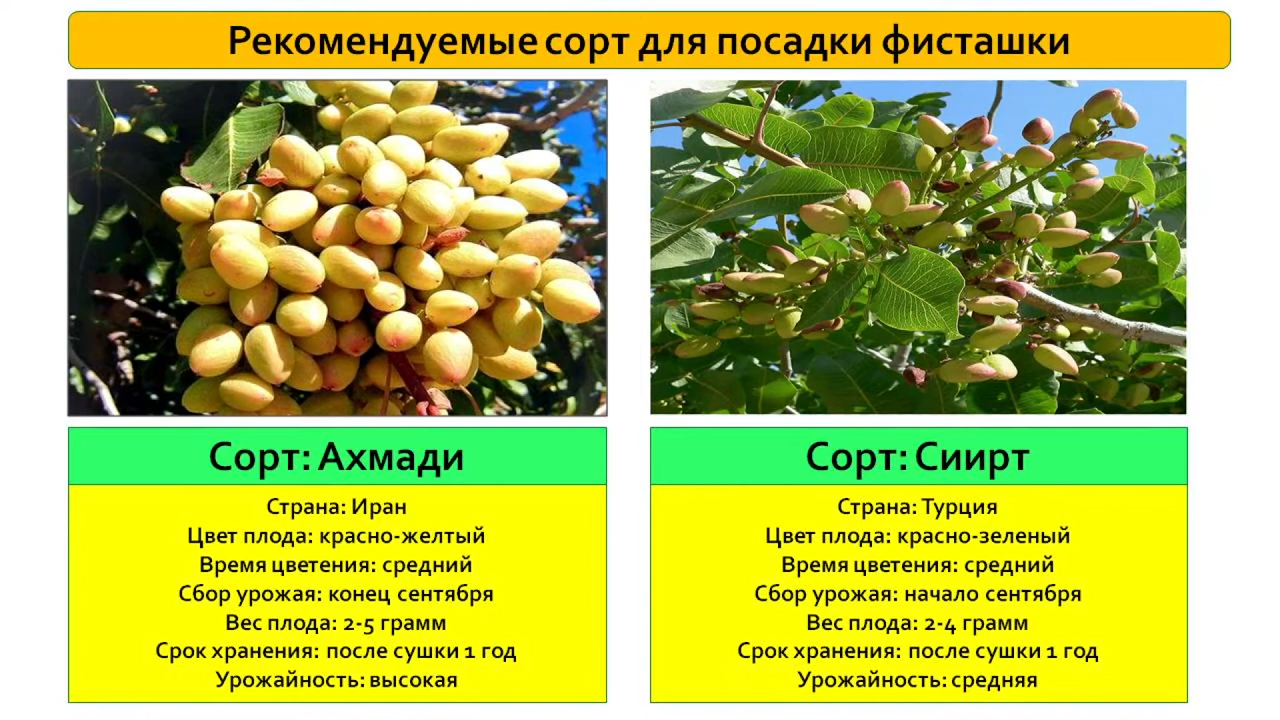 Рекомендуемые сорт для посадки фисташки
Сорт: Ахмади
Страна: Иран
Цвет плода: красно-желтый
Время цветения: средний
Сбор урожая: конец сентября
Вес плода: 2-5 грамм
Срок хранения: после сушки 1 год
Урожайность: высокая
Сорт: Сиирт
Страна: Турция
Цвет плода: красно-зеленый
Время цветения: средний
Сбор урожая: начало сентября
Вес плода: 2-4 грамм
Срок хранения: после сушки 1 год
Урожайность: средняя